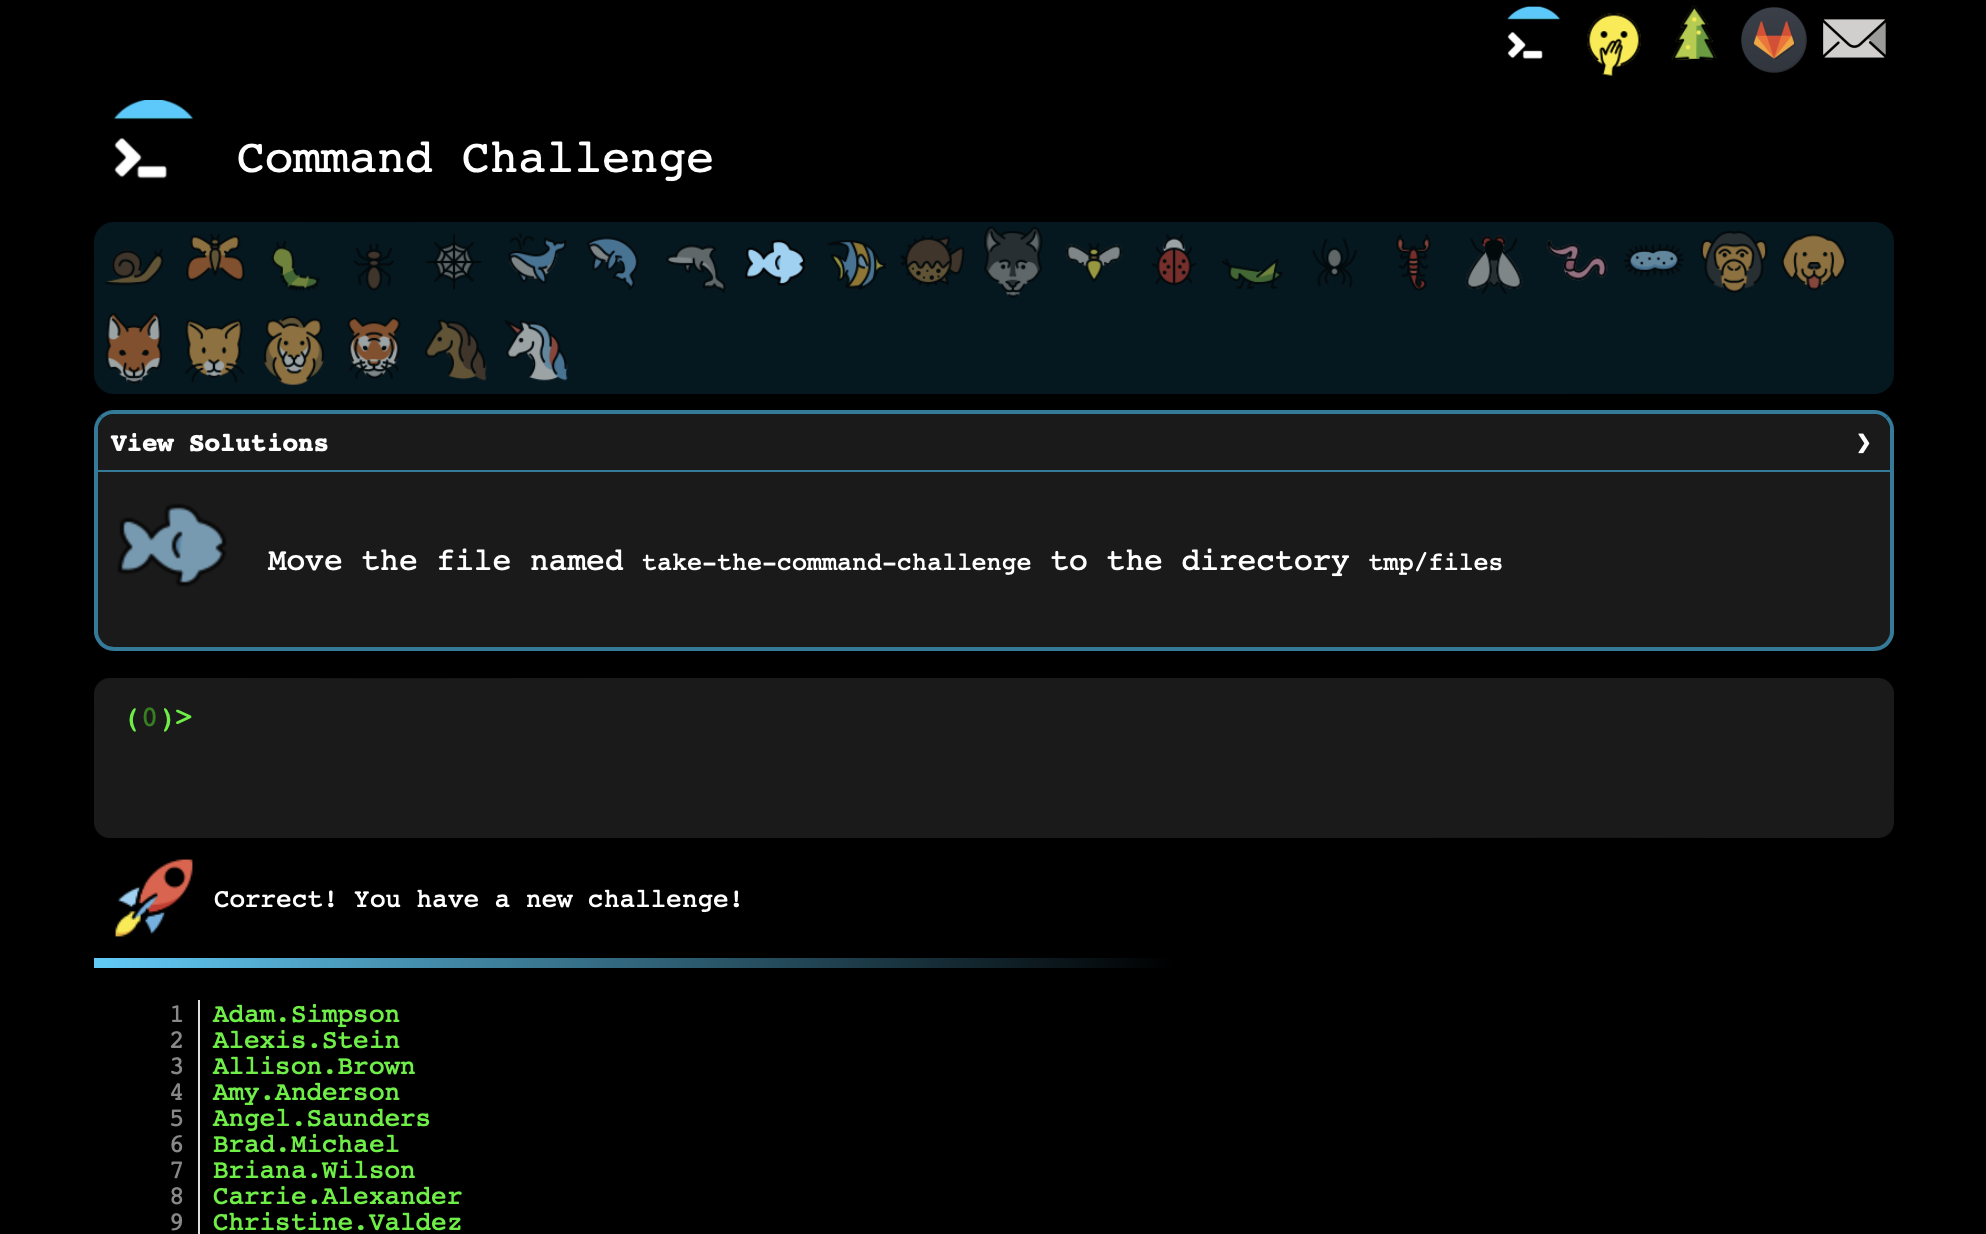 Command Challenge
View Solutions ❯
Move the file named take-the-command-challenge to the directory tmp/files
(0)>
Correct! You have a new challenge!
1 Adam.Simpson
2 Alexis.Stein
3 Allison.Brown
4 Amy.Anderson
5 Angel.Saunders
6 Brad.Michael
7 Briana.Wilson
8 Carrie.Alexander
9 Christine.Valdez